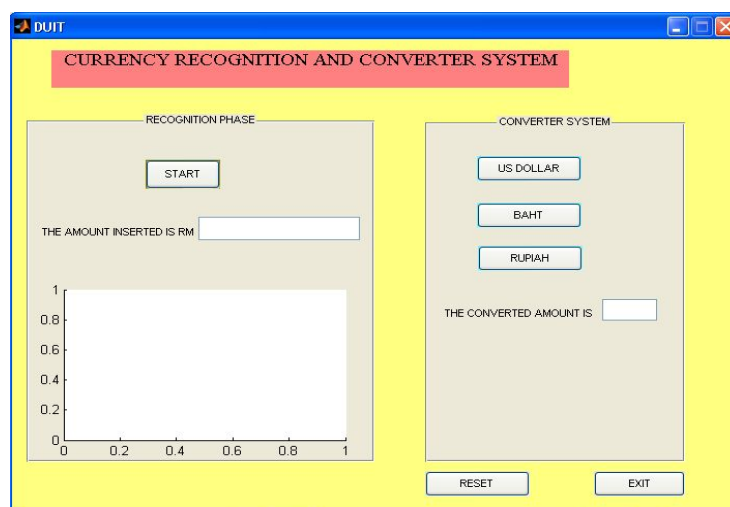 DUIT
CURRENCY RECOGNITION AND CONVERTER SYSTEM
RECOGNITION PHASE
START
THE AMOUNT INSERTED IS RM
1
0.8
0.6
0.4
0.2
0
0 0.2 0.4 0.6 0.8 1
CONVERTER SYSTEM
US DOLLAR
BAHT
RUPIAH
THE CONVERTED AMOUNT IS
RESET
EXIT